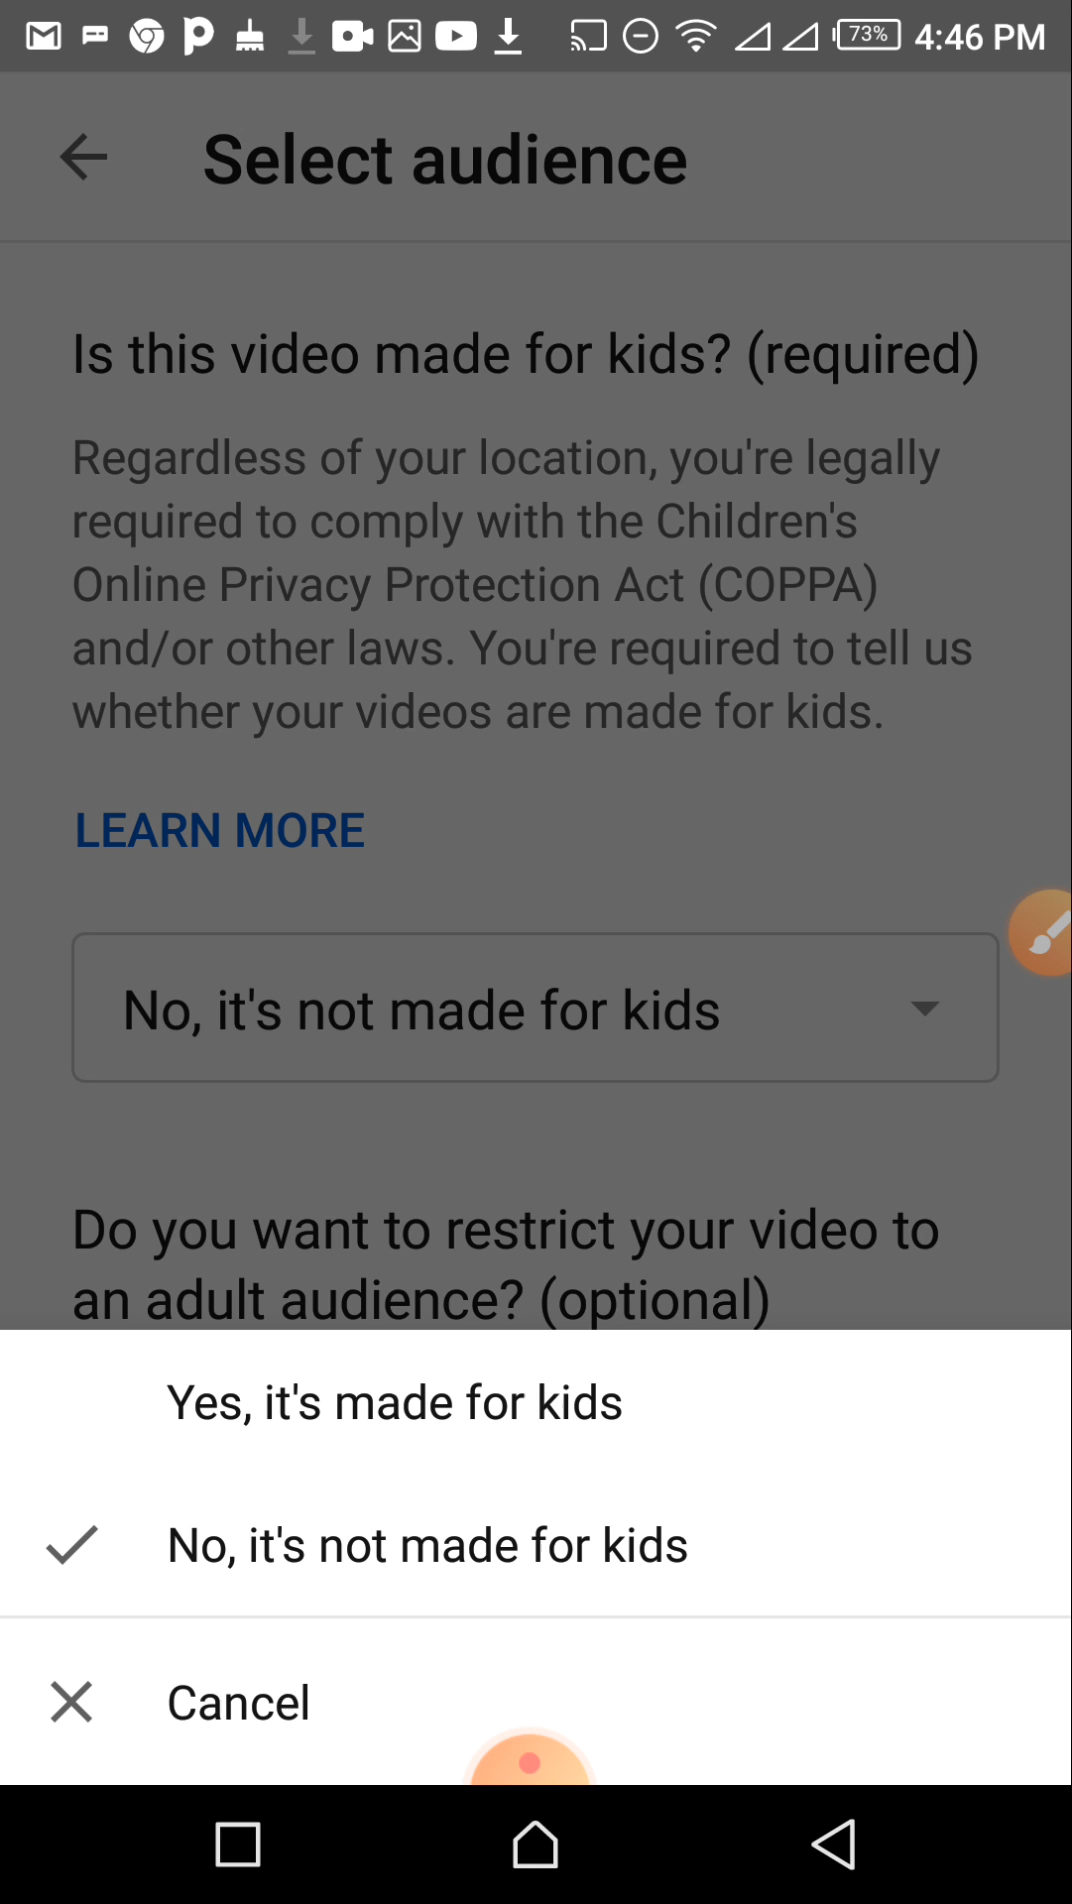 73% 4:46 PM
Select audience
Is this video made for kids? (required)
Regardless of your location, you're legally
required to comply with the Children's
Online Privacy Protection Act (COPPA)
and/or other laws. You're required to tell us
whether your videos are made for kids.
LEARN MORE
No, it's not made for kids
Do you want to restrict your video to
an adult audience? (optional)
Yes, it's made for kids
No, it's not made for kids
Cancel